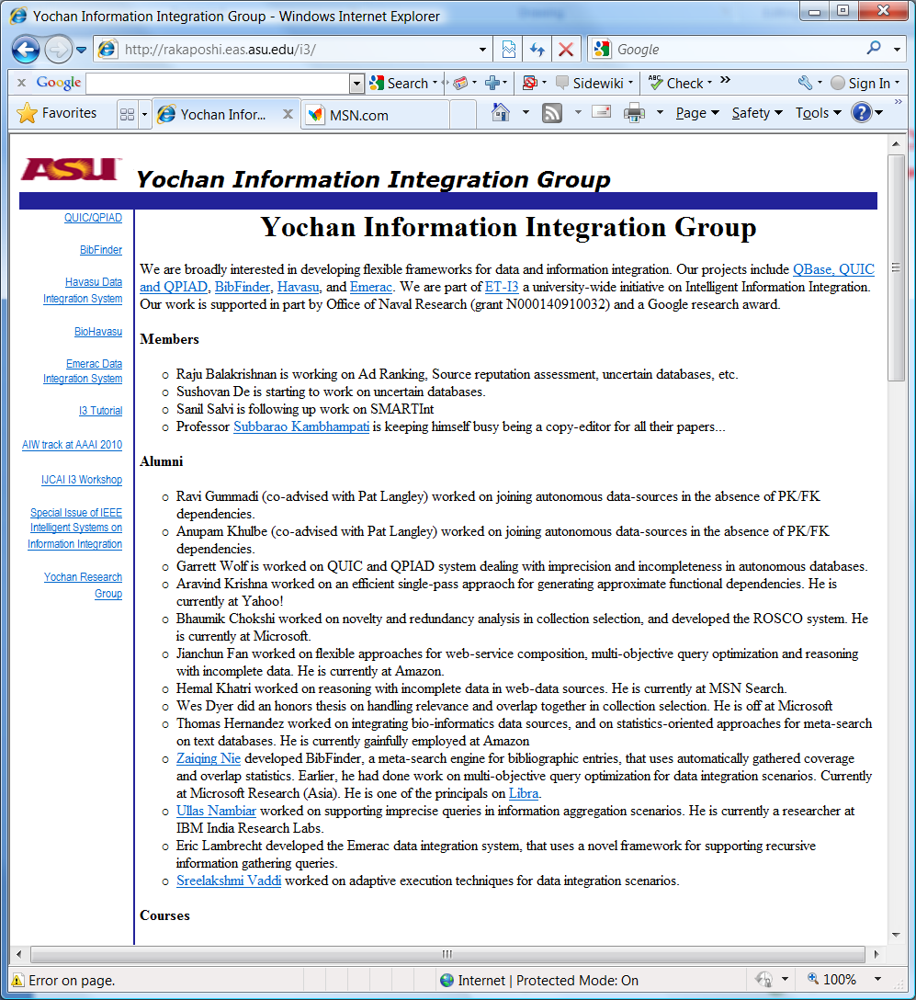 Yochan Information Integration Group - Windows Internet Explorer
http://rakaposhi.eas.asu.edu/i3/
Google
x Google Search Sidewiki ABC Check » Sign In
Favorites Yochan Infor... X MSN.com Page Safety Tools »
ASU Yochan Information Integration Group
QUIC/QPIAD
BibFinder
Havasu Data
Integration System
BioHavasu
Emerac Data
Integration System
I3 Tutorial
AIW track at AAAI 2010
IJCAI I3 Workshop
Special Issue of IEEE
Intelligent Systems on
Information Integration
Yochan Research
Group
Yochan Information Integration Group
We are broadly interested in developing flexible frameworks for data and information integration. Our projects include QBase, QUIC
and QPIAD, BibFinder, Havasu, and Emerac. We are part of ET-I3 a university-wide initiative on Intelligent Information Integration.
Our work is supported in part by Office of Naval Research (grant N000140910032) and a Google research award.
Members
○ Raju Balakrishnan is working on Ad Ranking, Source reputation assessment, uncertain databases, etc.
○ Sushovan De is starting to work on uncertain databases.
○ Sanil Salvi is following up work on SMARTInt
○ Professor Subbarao Kambhampati is keeping himself busy being a copy-editor for all their papers...
Alumni
○ Ravi Gummadi (co-advised with Pat Langley) worked on joining autonomous data-sources in the absence of PK/FK
dependencies.
○ Anupam Khulbe (co-advised with Pat Langley) worked on joining autonomous data-sources in the absence of PK/FK
dependencies.
○ Garrett Wolf is worked on QUIC and QPIAD system dealing with imprecision and incompleteness in autonomous databases.
○ Aravind Krishna worked on an efficient single-pass appraoch for generating approximate functional dependencies. He is
currently at Yahoo!
○ Bhaumik Chokshi worked on novelty and redundancy analysis in collection selection, and developed the ROSCO system. He
is currently at Microsoft.
○ Jianchun Fan worked on flexible approaches for web-service composition, multi-objective query optimization and reasoning
with incomplete data. He is currently at Amazon.
○ Hemal Khatri worked on reasoning with incomplete data in web-data sources. He is currently at MSN Search.
○ Wes Dyer did an honors thesis on handling relevance and overlap together in collection selection. He is off at Microsoft
○ Thomas Hernandez worked on integrating bio-informatics data sources, and on statistics-oriented approaches for meta-search
on text databases. He is currently gainfully employed at Amazon
○ Zaiqing Nie developed BibFinder, a meta-search engine for bibliographic entries, that uses automatically gathered coverage
and overlap statistics. Earlier, he had done work on multi-objective query optimization for data integration scenarios. Currently
at Microsoft Research (Asia). He is one of the principals on Libra.
○ Ullas Nambiar worked on supporting imprecise queries in information aggregation scenarios. He is currently a researcher at
IBM India Research Labs.
○ Eric Lambrecht developed the Emerac data integration system, that uses a novel framework for supporting recursive
information gathering queries.
○ Sreelakshmi Vaddi worked on adaptive execution techniques for data integration scenarios.
Courses
Error on page. Internet | Protected Mode: On 100%